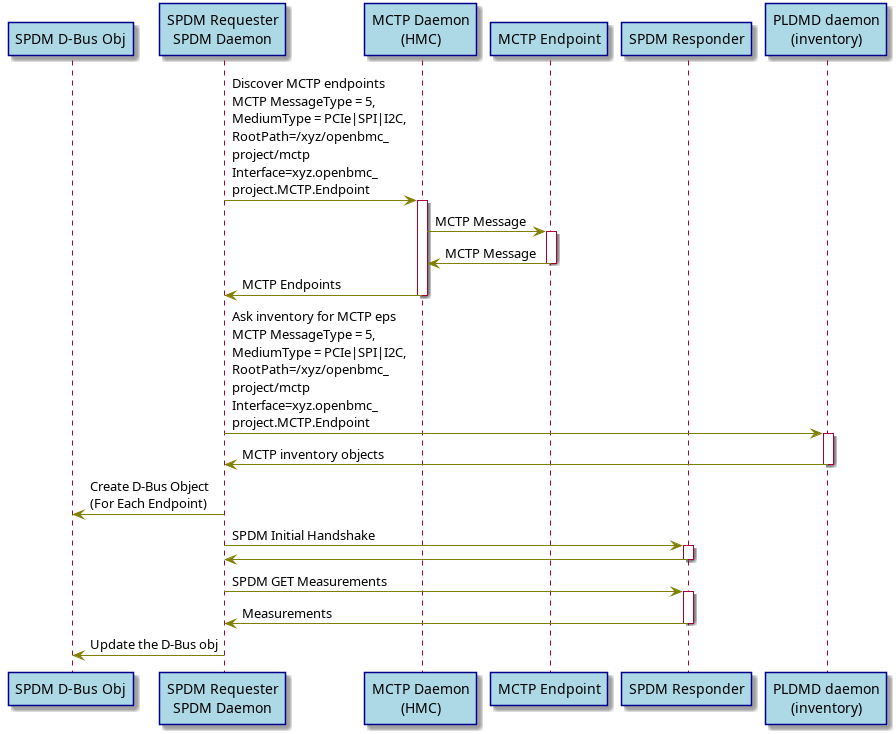 SPDM D-Bus Obj
SPDM Requester
SPDM Daemon
MCTP Daemon
(HMC)
MCTP Endpoint
SPDM Responder
PLDMD daemon
(inventory)
Discover MCTP endpoints
MCTP MessageType = 5,
MediumType = PCIe|SPI|I2C,
RootPath=/xyz/openbmc_
project/mctp
Interface=xyz.openbmc_
project.MCTP.Endpoint
MCTP Message
MCTP Message
MCTP Endpoints
Ask inventory for MCTP eps
MCTP MessageType = 5,
MediumType = PCIe|SPI|I2C,
RootPath=/xyz/openbmc_
project/mctp
Interface=xyz.openbmc_
project.MCTP.Endpoint
MCTP inventory objects
Create D-Bus Object
(For Each Endpoint)
SPDM Initial Handshake
SPDM GET Measurements
Measurements
Update the D-Bus obj
SPDM D-Bus Obj
SPDM Requester
SPDM Daemon
MCTP Daemon
(HMC)
MCTP Endpoint
SPDM Responder
PLDMD daemon
(inventory)